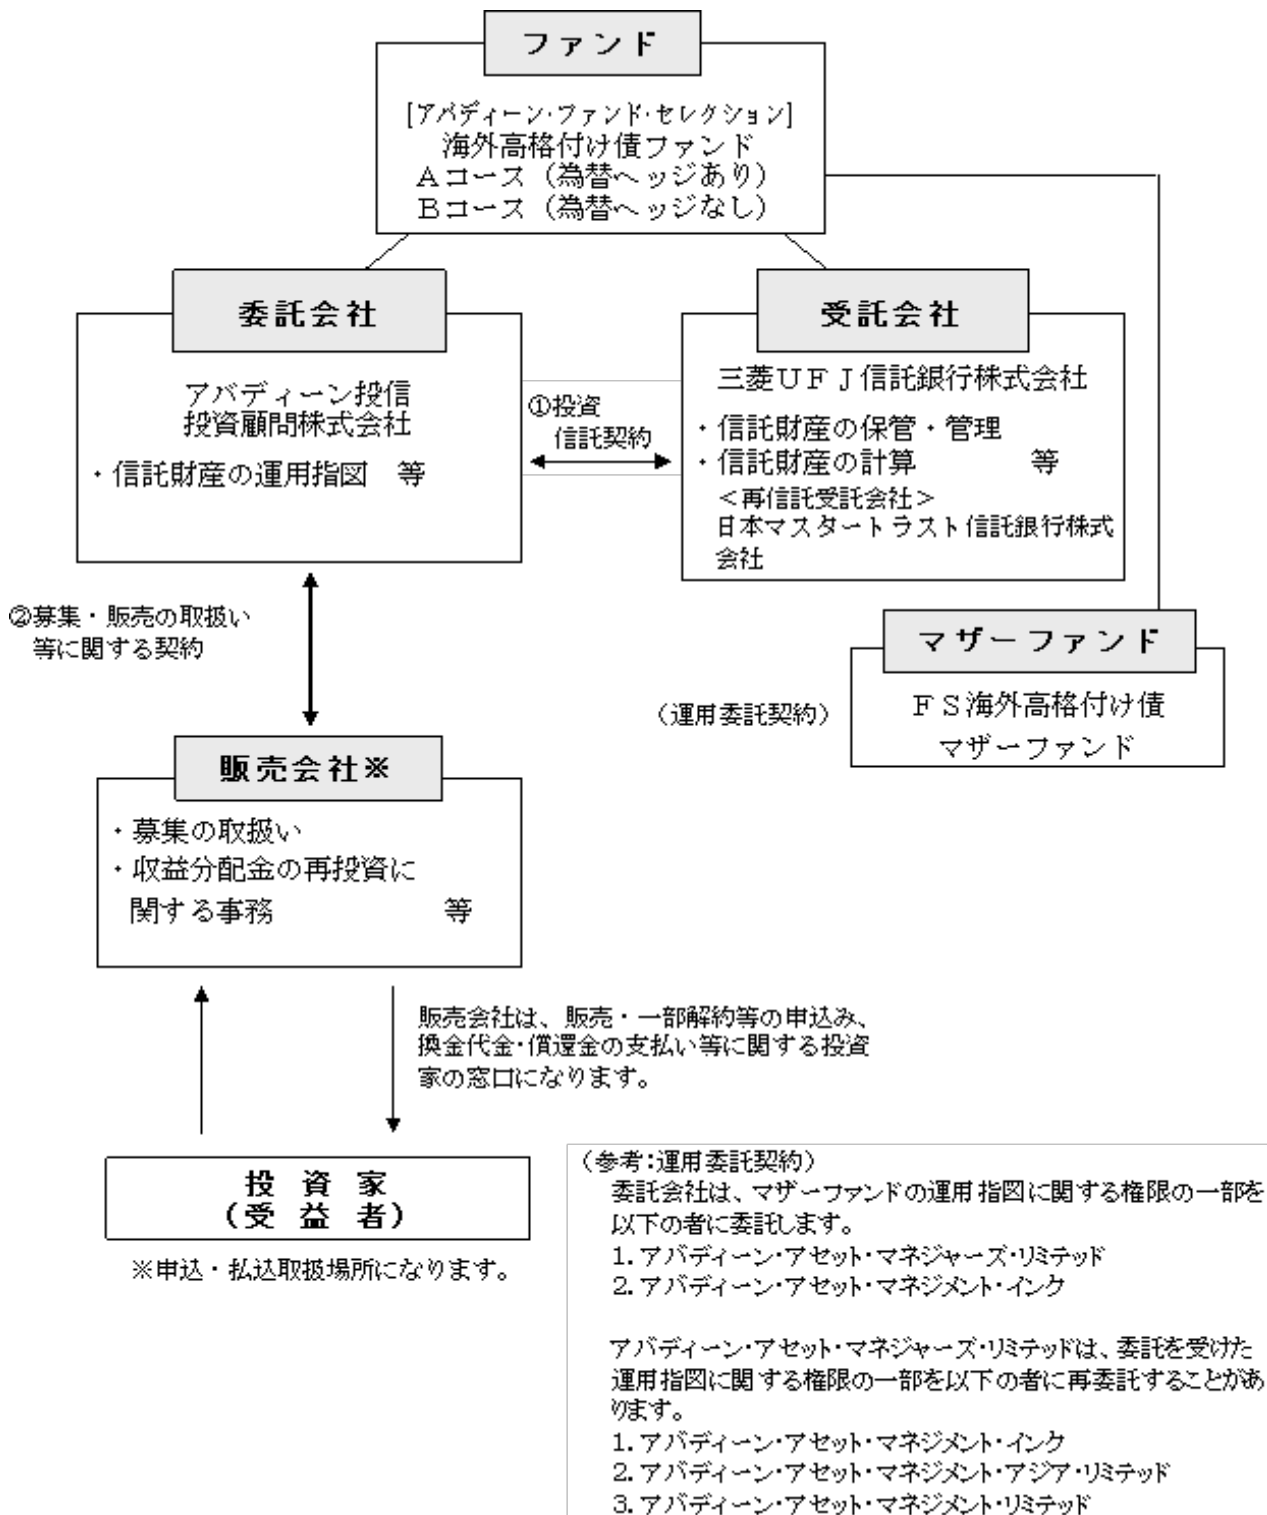 ファンド
[アバディーン・ファンド・セレクション]
海外高格付け債ファンド
Ａコース（為替ヘッジあり）
Ｂコース（為替ヘッジなし）
委託会社
アバディーン投信
投資顧問株式会社
・信託財産の運用指図　等
①投資
信託契約
受託会社
三菱ＵＦＪ信託銀行株式会社
・信託財産の保管・管理
・信託財産の計算　　　　等
＜再信託受託会社＞
日本マスタートラスト信託銀行株式
会社
②募集・販売の取扱い
等に関する契約
マザーファンド
（運用委託契約）
ＦＳ海外高格付け債
マザーファンド
販売会社※
・募集の取扱い
・収益分配金の再投資に
関する事務　　　　　　　等
販売会社は、販売・一部解約等の申込み、
換金代金・償還金の支払い等に関する投資
家の窓口になります。
投　資　家
（受　益　者）
※申込・払込取扱場所になります。
（参考：運用委託契約）
委託会社は、マザーファンドの運用指図に関する権限の一部を
以下の者に委託します。
1. アバディーン・アセット・マネジャーズ・リミテッド
2. アバディーン・アセット・マネジメント・インク
アバディーン・アセット・マネジャーズ・リミテッドは、委託を受けた
運用指図に関する権限の一部を以下の者に再委託することがあ
ります。
1. アバディーン・アセット・マネジメント・インク
2. アバディーン・アセット・マネジメント・アジア・リミテッド
3. アバディーン・アセット・マネジメント・リミテッド